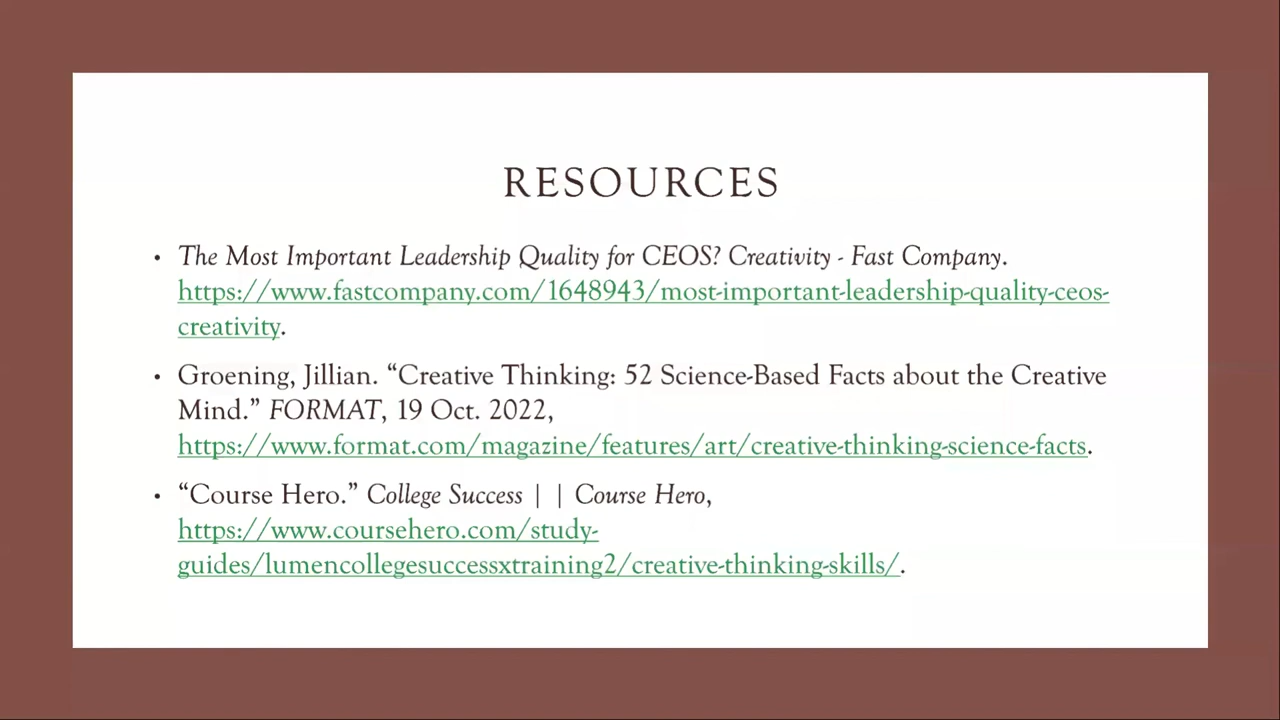 RESOURCES
• The Most Important Leadership Quality for CEOS? Creativity - Fast Company.
https://www.fastcompany.com/1648943/most-important-leadership-quality-ceos-
creativity.
• Groening, Jillian. “Creative Thinking: 52 Science-Based Facts about the Creative
Mind.” FORMAT, 19 Oct. 2022,
https://www.format.com/magazine/features/art/creative-thinking-science-facts.
• “Course Hero.” College Success | | Course Hero,
https://www.coursehero.com/study-
guides/lumencollegesuccessxtraining2/creative-thinking-skills/.